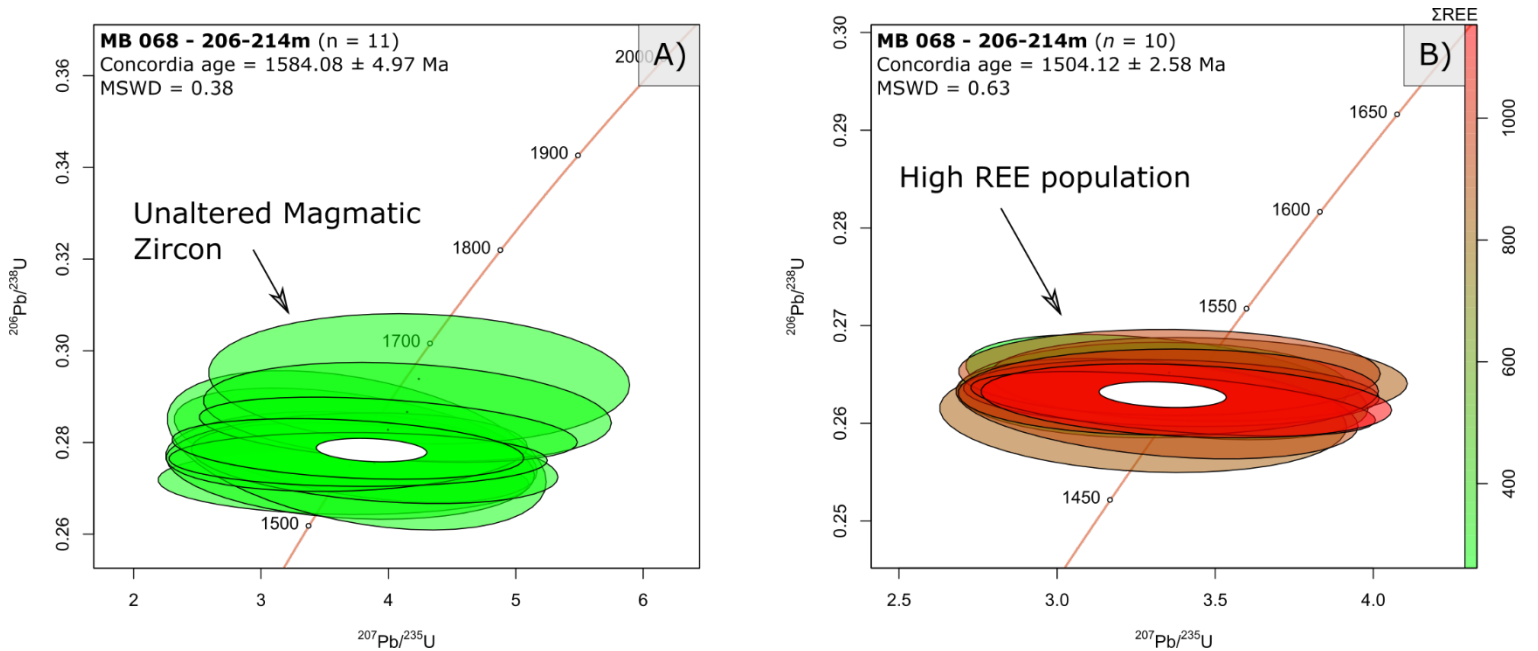 MB 068 - 206-214m (n = 11)
Concordia age = 1584.08 ± 4.97 Ma
MSWD = 0.38
A)
Unaltered Magmatic
Zircon
2000
1900
1800
1700
1500
0.36
0.34
0.32
0.30
0.28
0.26
²⁰⁶Pb/²³⁸U
2 3 4 5 6
²⁰⁷Pb/²³⁵U
MB 068 - 206-214m (n = 10)
Concordia age = 1504.12 ± 2.58 Ma
MSWD = 0.63
B)
High REE population
1650
1600
1550
1450
0.30
0.29
0.28
0.27
0.26
0.25
²⁰⁶Pb/²³⁸U
2.5 3.0 3.5 4.0
²⁰⁷Pb/²³⁵U
ΣREE
1000
800
600
400